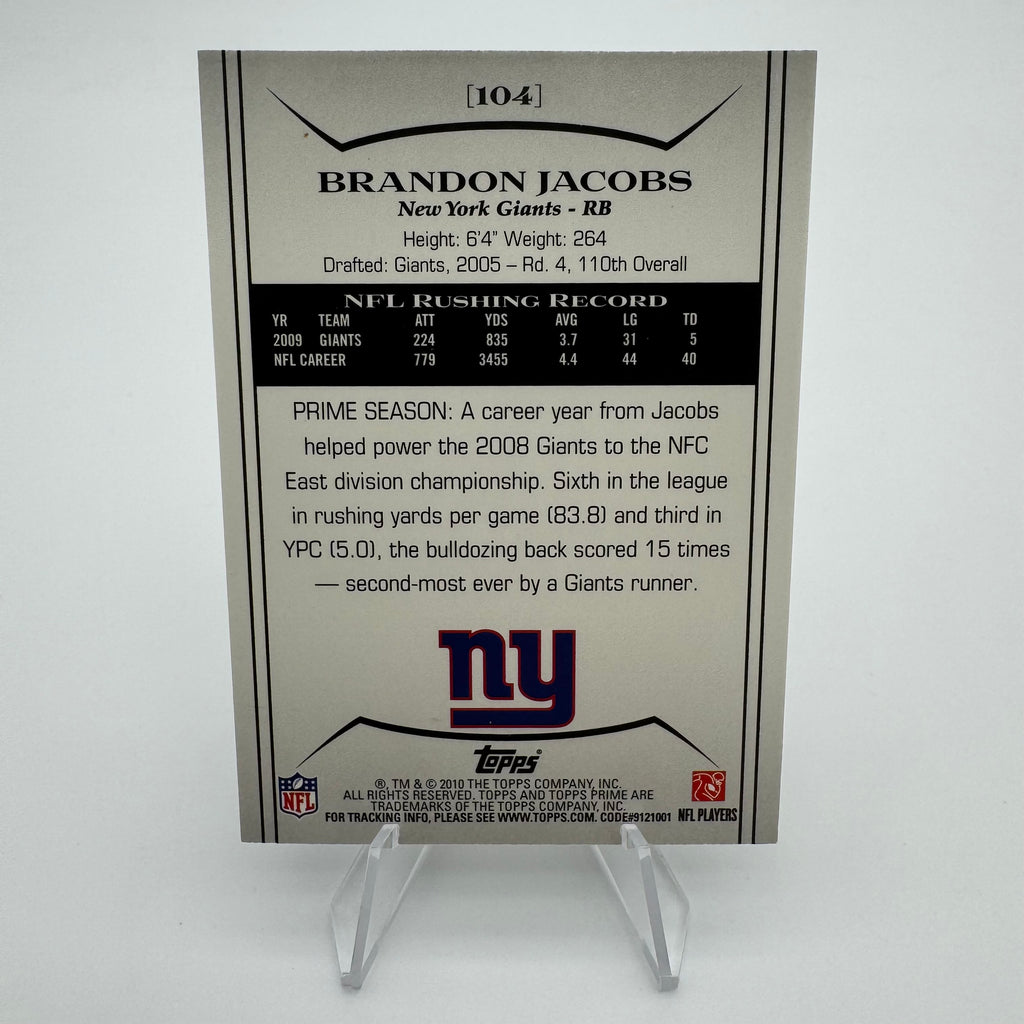 [104]
BRANDON JACOBS
New York Giants - RB
Height: 6'4" Weight: 264
Drafted: Giants, 2005 – Rd. 4, 110th Overall
NFL RUSHING RECORD
YR TEAM ATT YDS AVG LG TD
2009 GIANTS 224 835 3.7 31 5
NFL CAREER 779 3455 4.4 44 40
PRIME SEASON: A career year from Jacobs
helped power the 2008 Giants to the NFC
East division championship. Sixth in the league
in rushing yards per game (83.8) and third in
YPC (5.0), the bulldozing back scored 15 times
— second-most ever by a Giants runner.
ny
Topps®
®, TM & © 2010 THE TOPPS COMPANY, INC.
ALL RIGHTS RESERVED. TOPPS AND TOPPS PRIME ARE
TRADEMARKS OF THE TOPPS COMPANY, INC.
FOR TRACKING INFO, PLEASE SEE WWW.TOPPS.COM. CODE#9121001
NFL
NFL PLAYERS